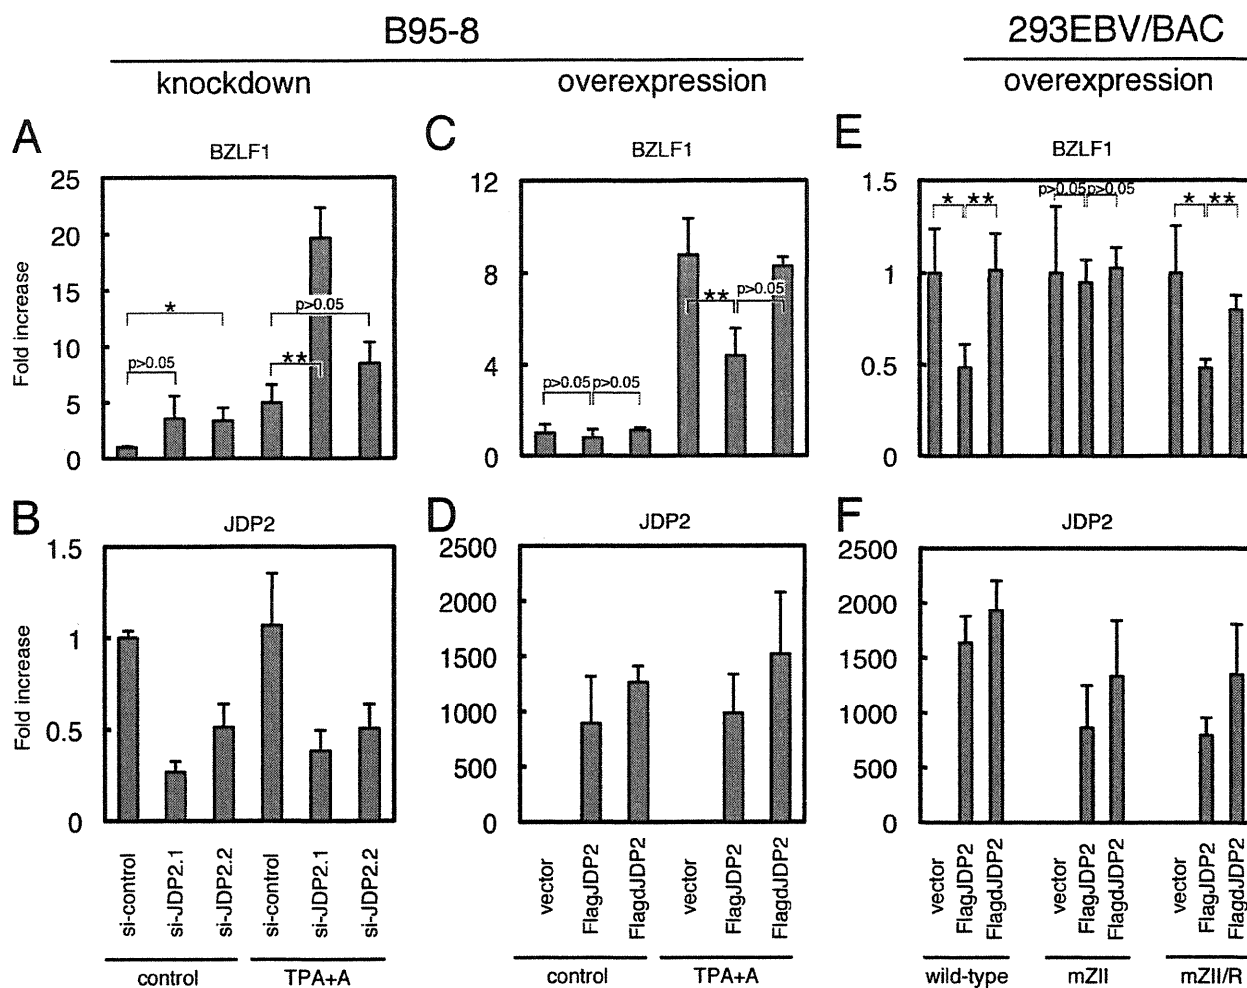 B95-8
293EBV/BAC
knockdown
overexpression
overexpression
A
BZLF1
Fold increase
25
20
15
10
5
0
*
p>0.05
p>0.05
**
C
BZLF1
12
8
4
0
p>0.05
p>0.05
**
p>0.05
E
BZLF1
1.5
1
0.5
0
*
**
p>0.05
p>0.05
*
**
B
JDP2
Fold increase
1.5
1
0.5
0
si-control
si-JDP2.1
si-JDP2.2
si-control
si-JDP2.1
si-JDP2.2
control
TPA+A
D
JDP2
2500
2000
1500
1000
500
0
vector
FlagJDP2
FlagdJDP2
vector
FlagJDP2
FlagdJDP2
control
TPA+A
F
JDP2
2500
2000
1500
1000
500
0
vector
FlagJDP2
FlagdJDP2
vector
FlagJDP2
FlagdJDP2
vector
FlagJDP2
FlagdJDP2
wild-type
mZII
mZII/R